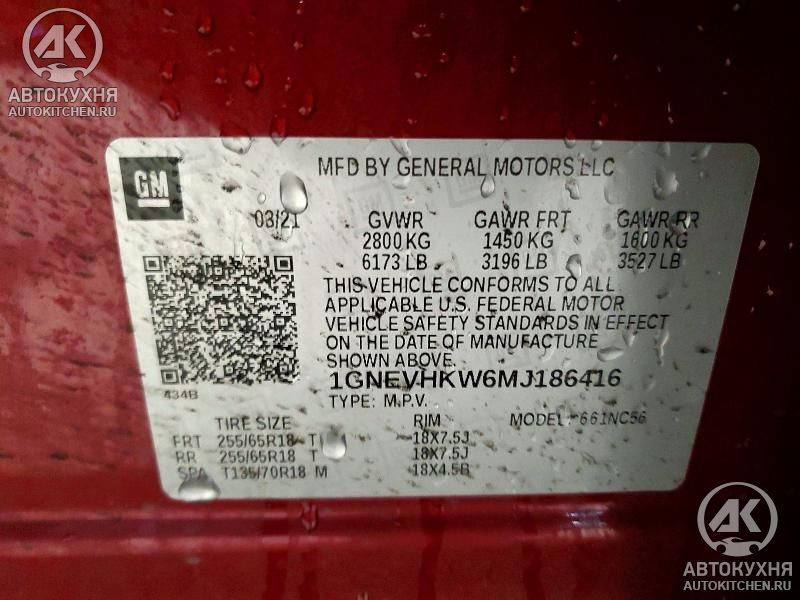 АК
АВТОКУХНЯ
AUTOKITCHEN.RU
GM
MFD BY GENERAL MOTORS LLC
03/21 GVWR GAWR FRT GAWR RR
2800 KG 1450 KG 1600 KG
6173 LB 3196 LB 3527 LB
THIS VEHICLE CONFORMS TO ALL
APPLICABLE U.S. FEDERAL MOTOR
VEHICLE SAFETY STANDARDS IN EFFECT
ON THE DATE OF MANUFACTURE
SHOWN ABOVE.
1GNEVHKW6MJ186416
434B
TYPE: M.P.V.
TIRE SIZE RIM MODEL: 661NC56
FRT 255/65R18 T 18X7.5J
RR 255/65R18 T 18X7.5J
SPA T135/70R18 M 18X4.5B
АК
АВТОКУХНЯ
AUTOKITCHEN.RU